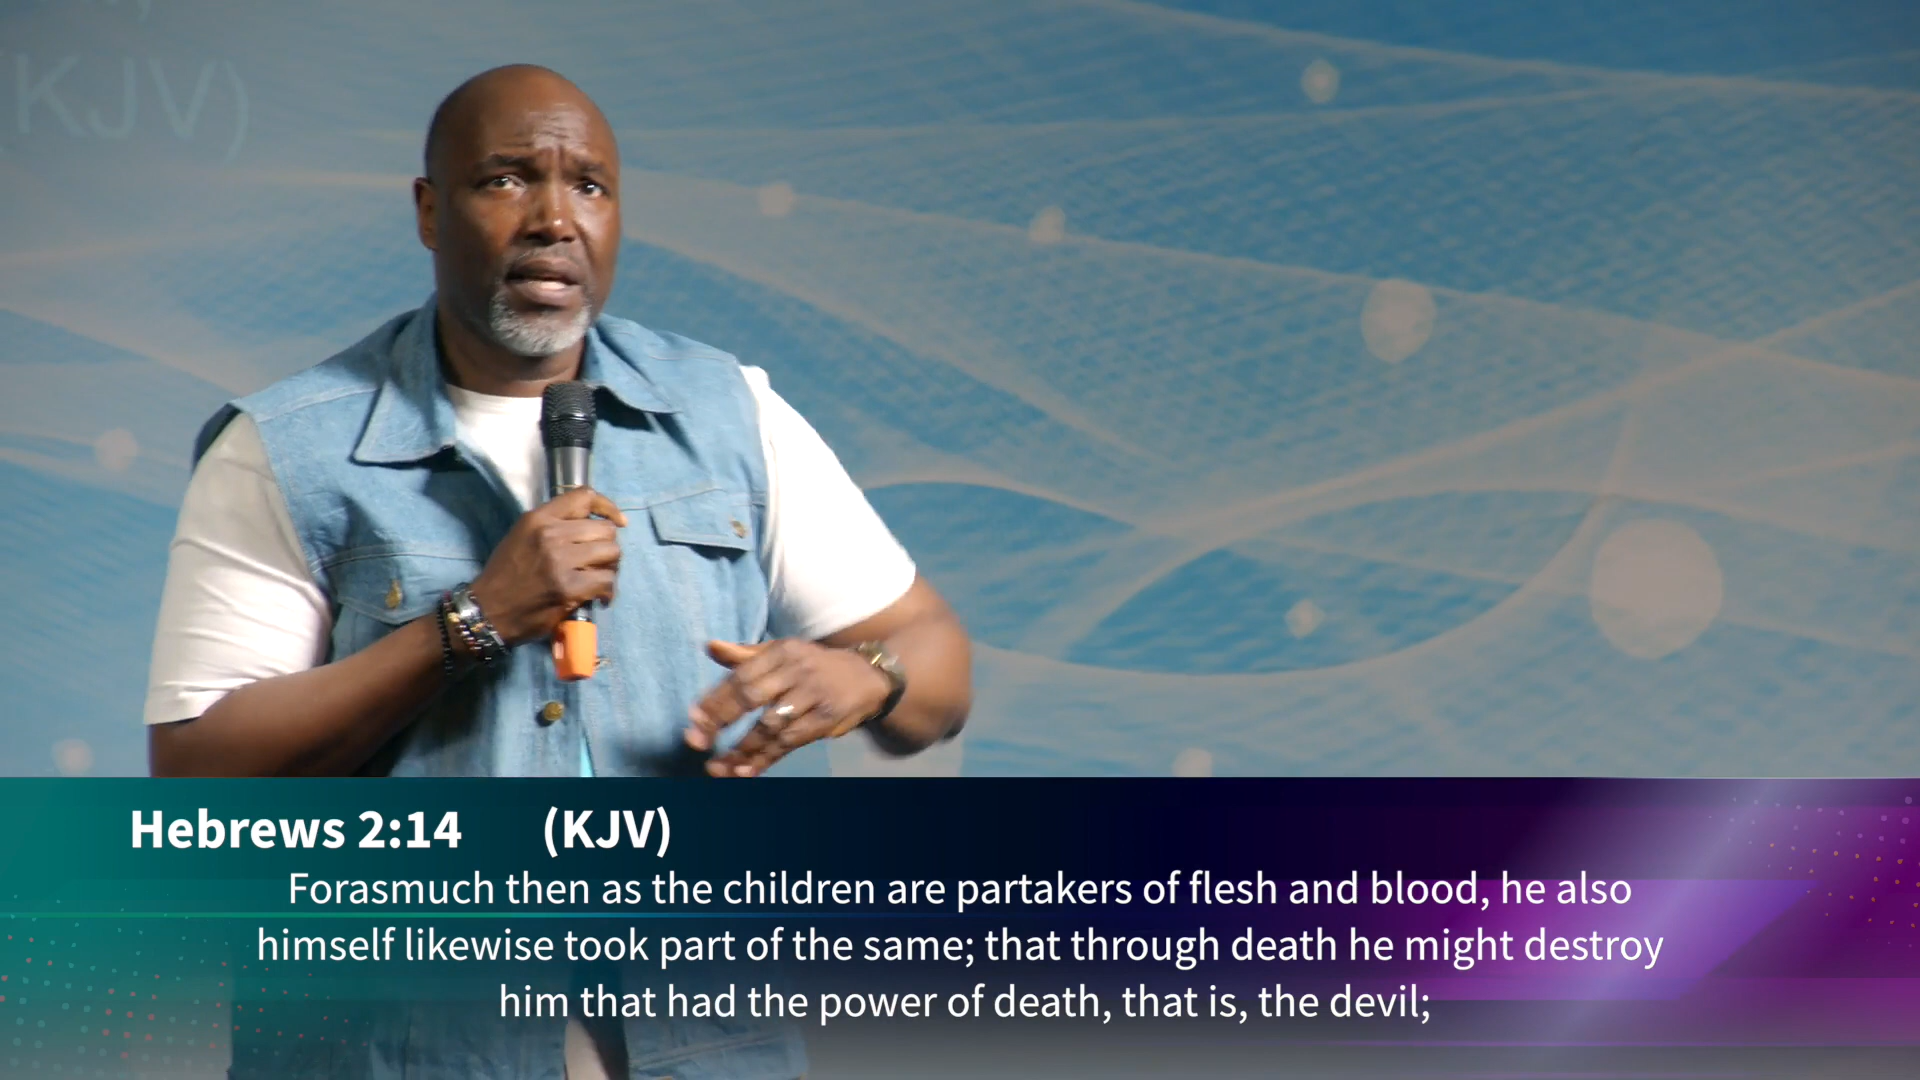 (KJV)
Hebrews 2:14 (KJV)
Forasmuch then as the children are partakers of flesh and blood, he also
himself likewise took part of the same; that through death he might destroy
him that had the power of death, that is, the devil;